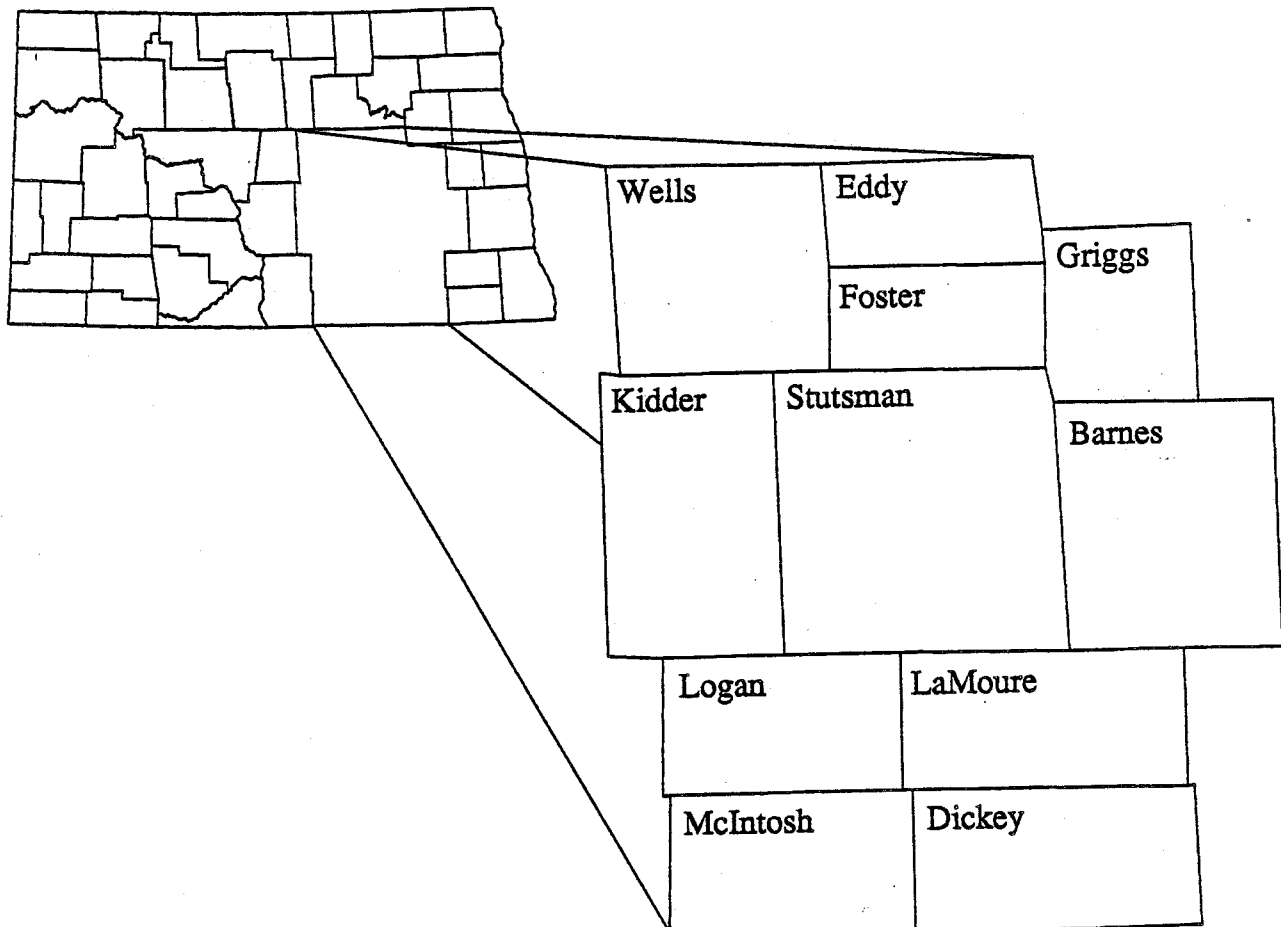 Wells
Eddy
Griggs
Foster
Kidder
Stutsman
Barnes
Logan
LaMoure
McIntosh
Dickey